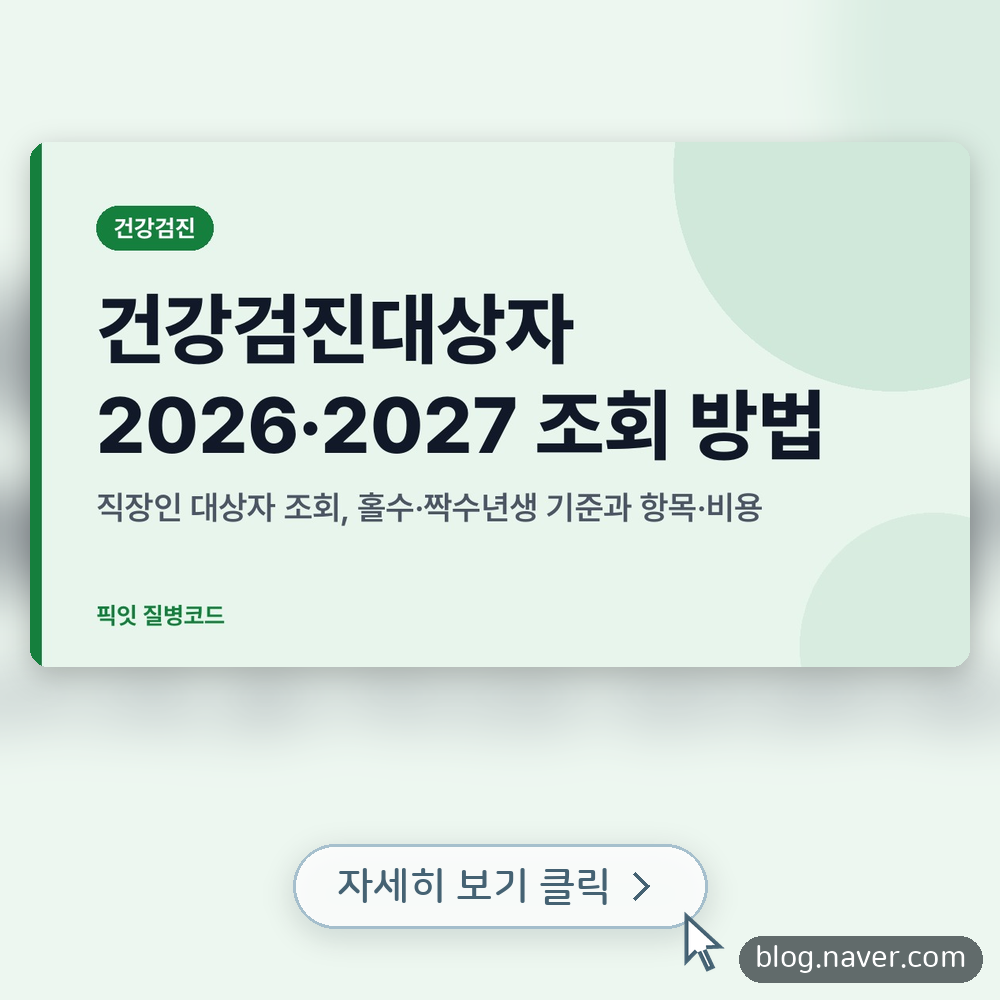 건강검진
건강검진대상자
2026·2027 조회 방법
직장인 대상자 조회, 홀수·짝수년생 기준과 항목·비용
픽잇 질병코드
자세히 보기 클릭
blog.naver.com